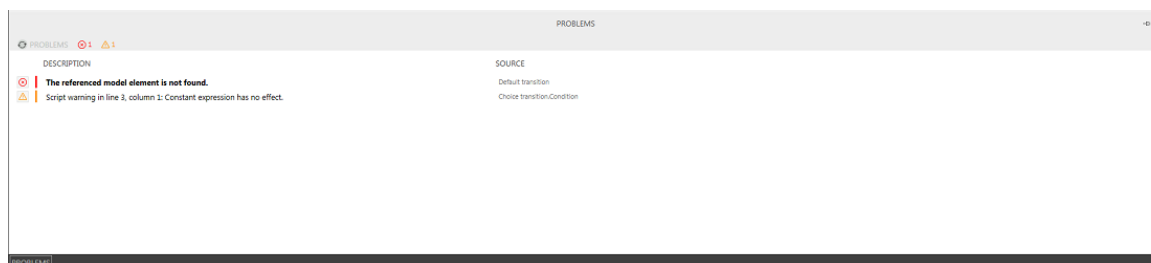 PROBLEMS
PROBLEMS 1 1
DESCRIPTION SOURCE
The referenced model element is not found. Default transition
Script warning in line 3, column 1: Constant expression has no effect. Choice transition.Condition
PROBLEMS